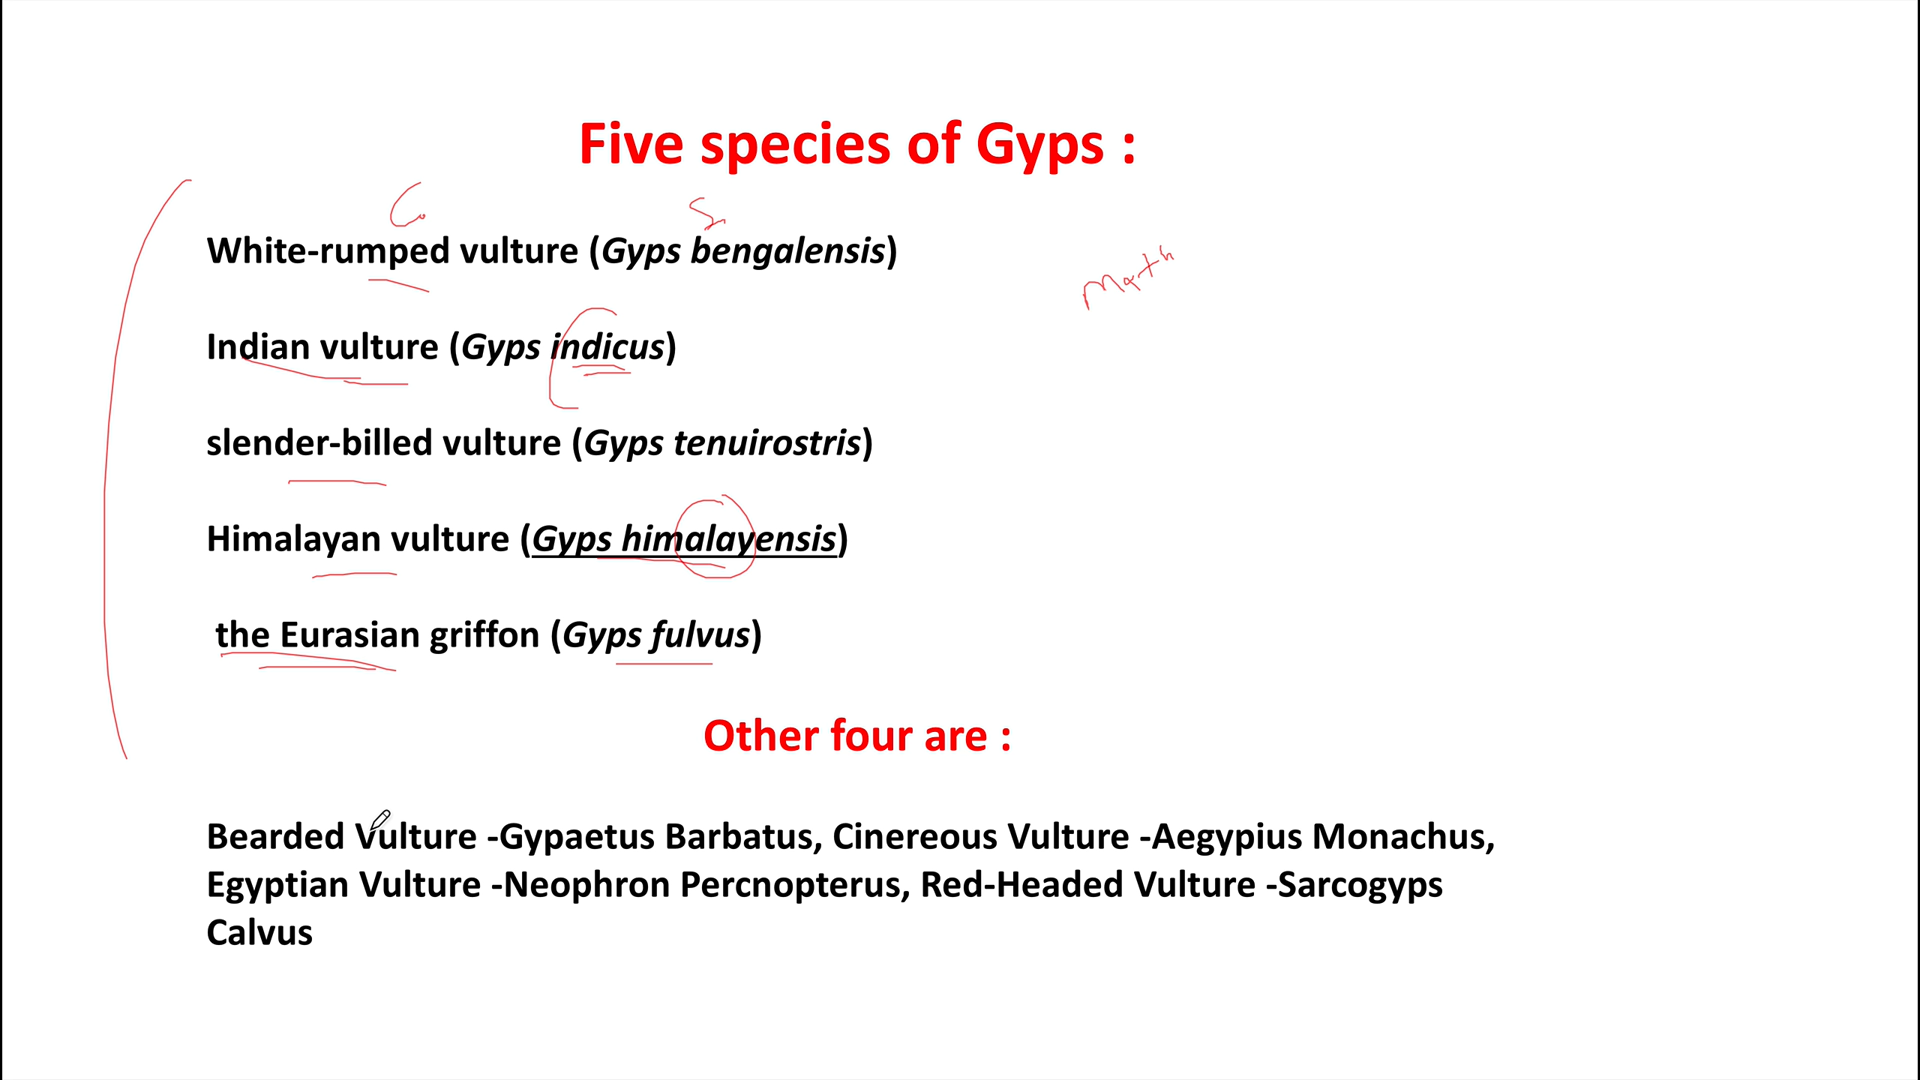 Five species of Gyps :
C S
White-rumped vulture (Gyps bengalensis)
Math
Indian vulture (Gyps indicus)
slender-billed vulture (Gyps tenuirostris)
Himalayan vulture (Gyps himalayensis)
the Eurasian griffon (Gyps fulvus)
Other four are :
Bearded Vulture -Gypaetus Barbatus, Cinereous Vulture -Aegypius Monachus,
Egyptian Vulture -Neophron Percnopterus, Red-Headed Vulture -Sarcogyps
Calvus